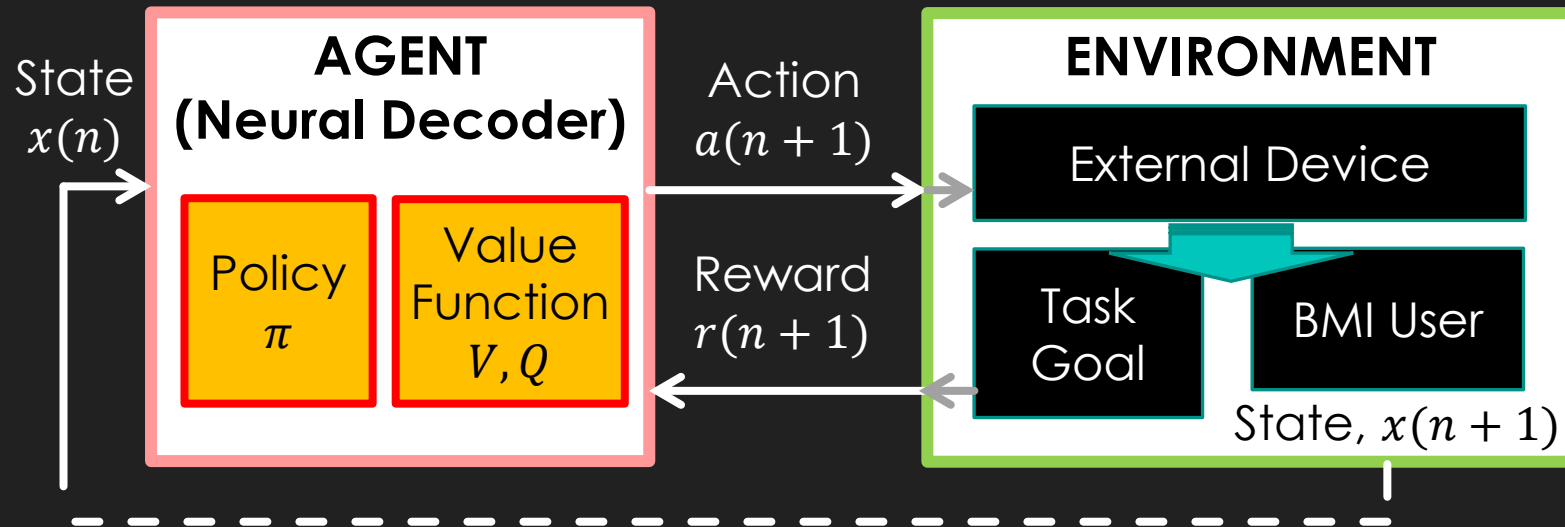 State
x(n)
AGENT
(Neural Decoder)
Policy
π
Value
Function
V, Q
Action
a(n + 1)
Reward
r(n + 1)
ENVIRONMENT
External Device
Task
Goal
BMI User
State, x(n + 1)